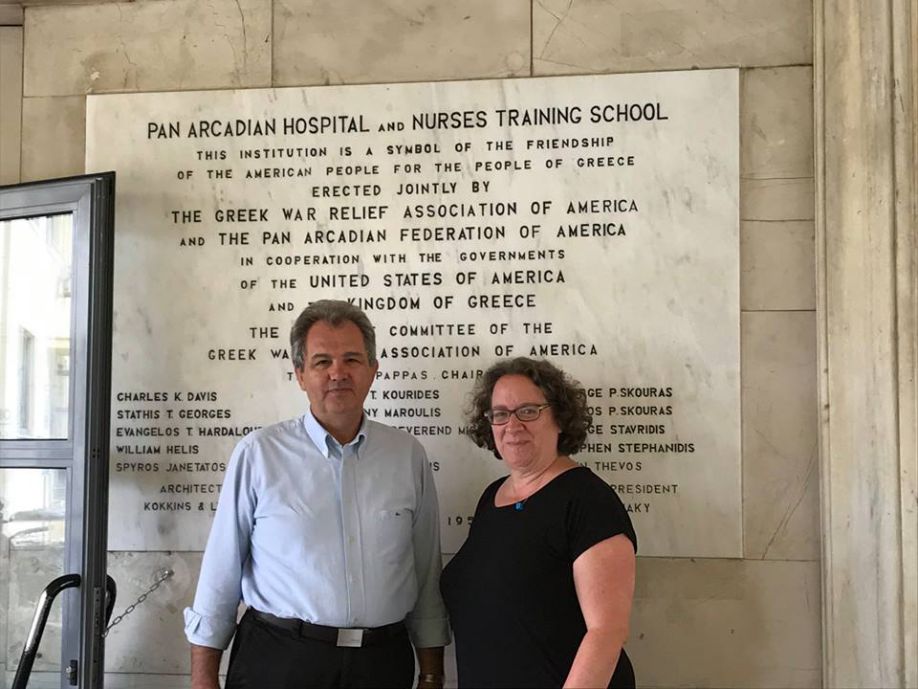 PAN ARCADIAN HOSPITAL AND NURSES TRAINING SCHOOL
THIS INSTITUTION IS A SYMBOL OF THE FRIENDSHIP
OF THE AMERICAN PEOPLE FOR THE PEOPLE OF GREECE
ERECTED JOINTLY BY
THE GREEK WAR RELIEF ASSOCIATION OF AMERICA
AND THE PAN ARCADIAN FEDERATION OF AMERICA
IN COOPERATION WITH THE GOVERNMENTS
OF THE UNITED STATES OF AMERICA
AND KINGDOM OF GREECE
THE COMMITTEE OF THE
GREEK WAR ASSOCIATION OF AMERICA
PAPPAS
CHARLES K. DAVIS T. KOURIDES P. SKOURAS
STATHIS T. GEORGES MAROULIS P. SKOURAS
EVANGELOS T. REVEREND STAVRIDIS
WILLIAM HELIS STEPHANIDIS
SPYROS JANETATOS THEVOS
PRESIDENT
KOKKINS &